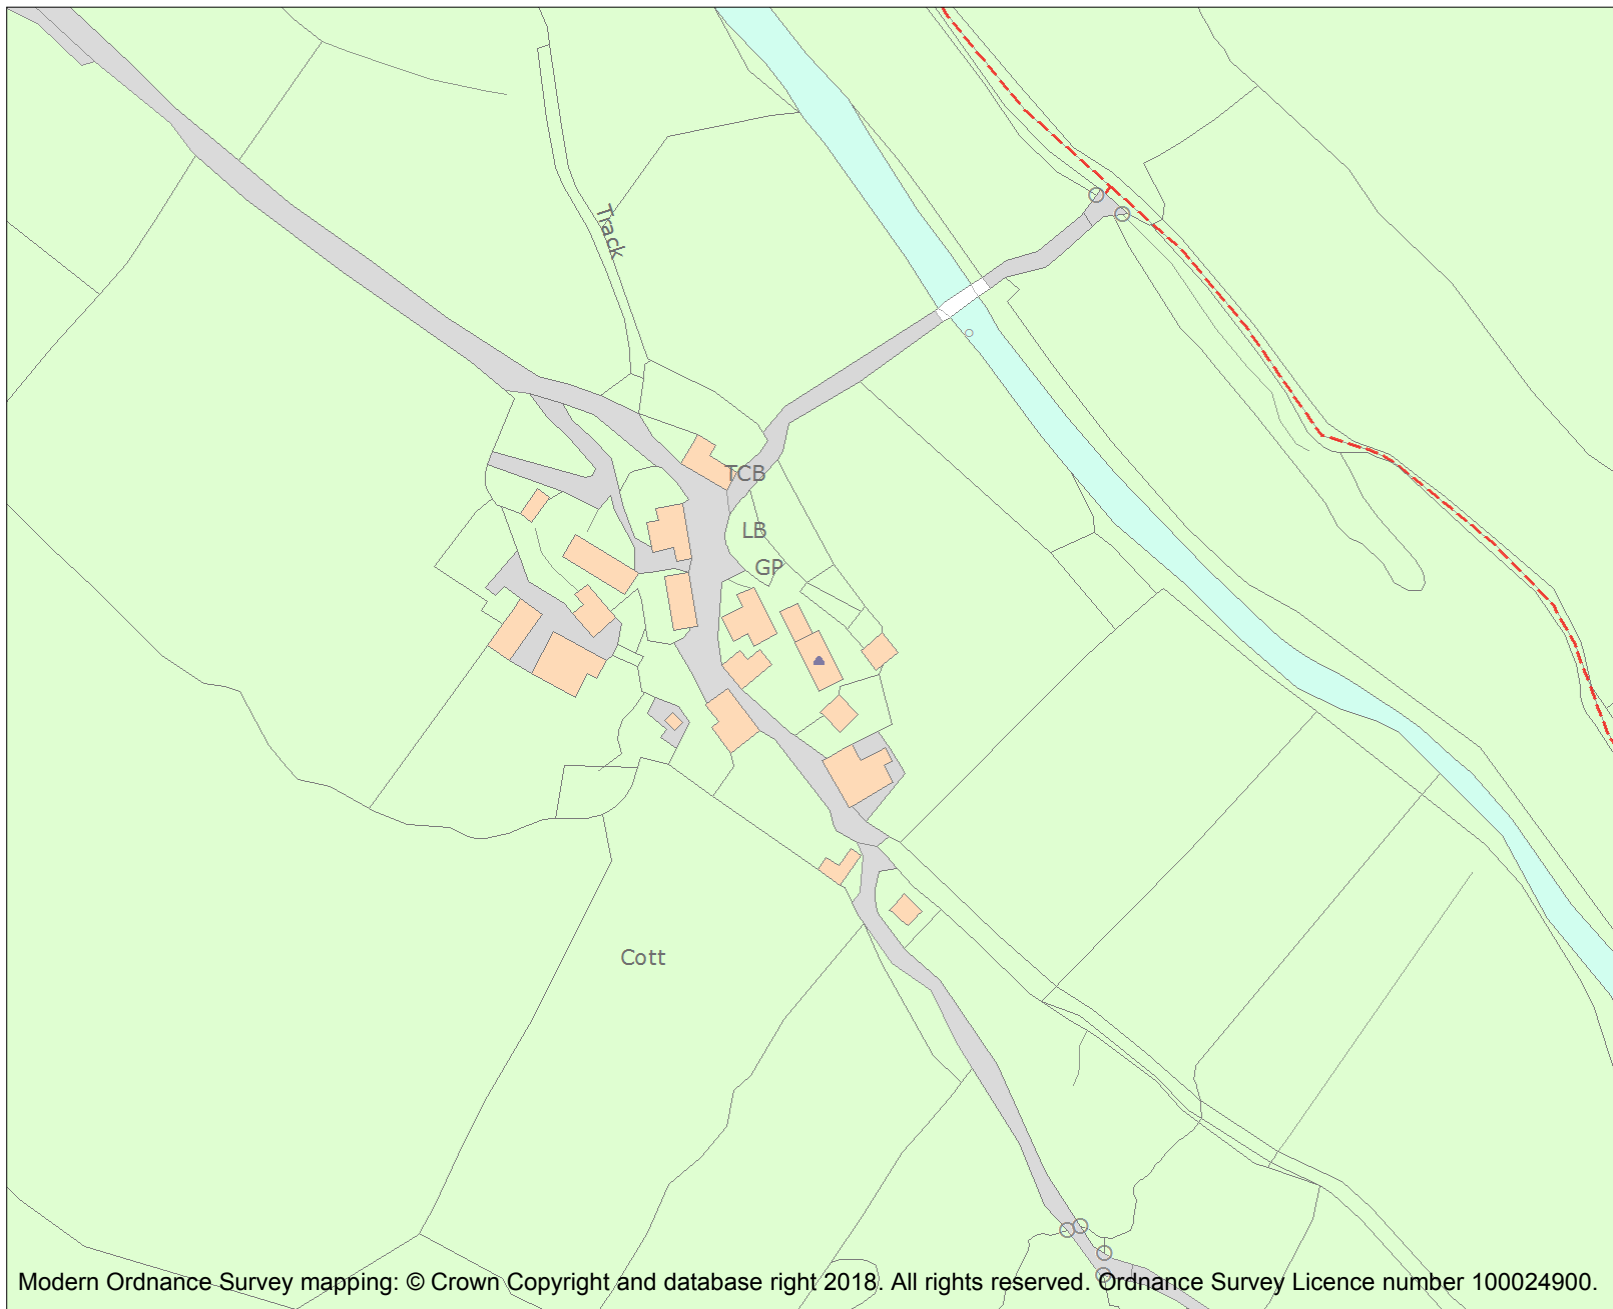 Track
TCB
LB
GP
Cott
Modern Ordnance Survey mapping: © Crown Copyright and database right 2018. All rights reserved. Ordnance Survey Licence number 100024900.